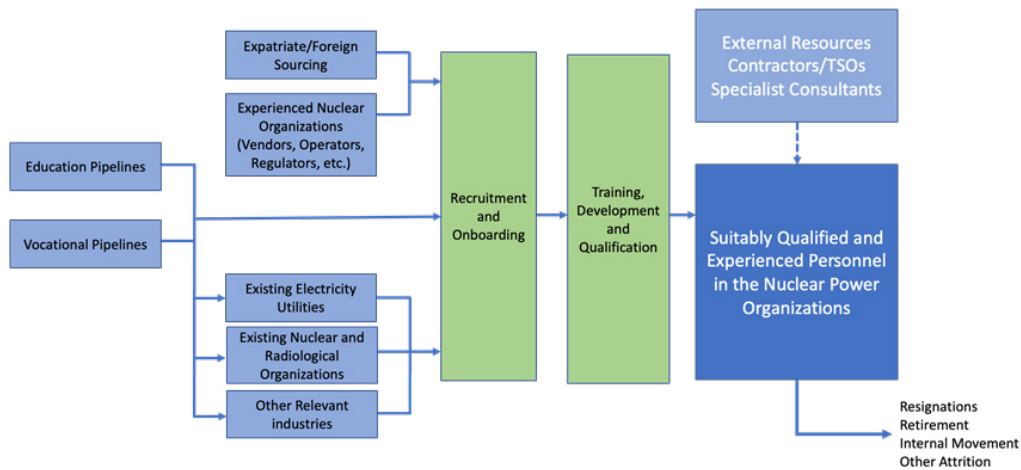 Expatriate/Foreign
Sourcing
Experienced Nuclear
Organizations
(Vendors, Operators,
Regulators, etc.)
Education Pipelines
Vocational Pipelines
Existing Electricity
Utilities
Existing Nuclear and
Radiological
Organizations
Other Relevant
industries
Recruitment
and
Onboarding
Training,
Development
and
Qualification
External Resources
Contractors/TSOs
Specialist Consultants
Suitably Qualified and
Experienced Personnel
in the Nuclear Power
Organizations
Resignations
Retirement
Internal Movement
Other Attrition